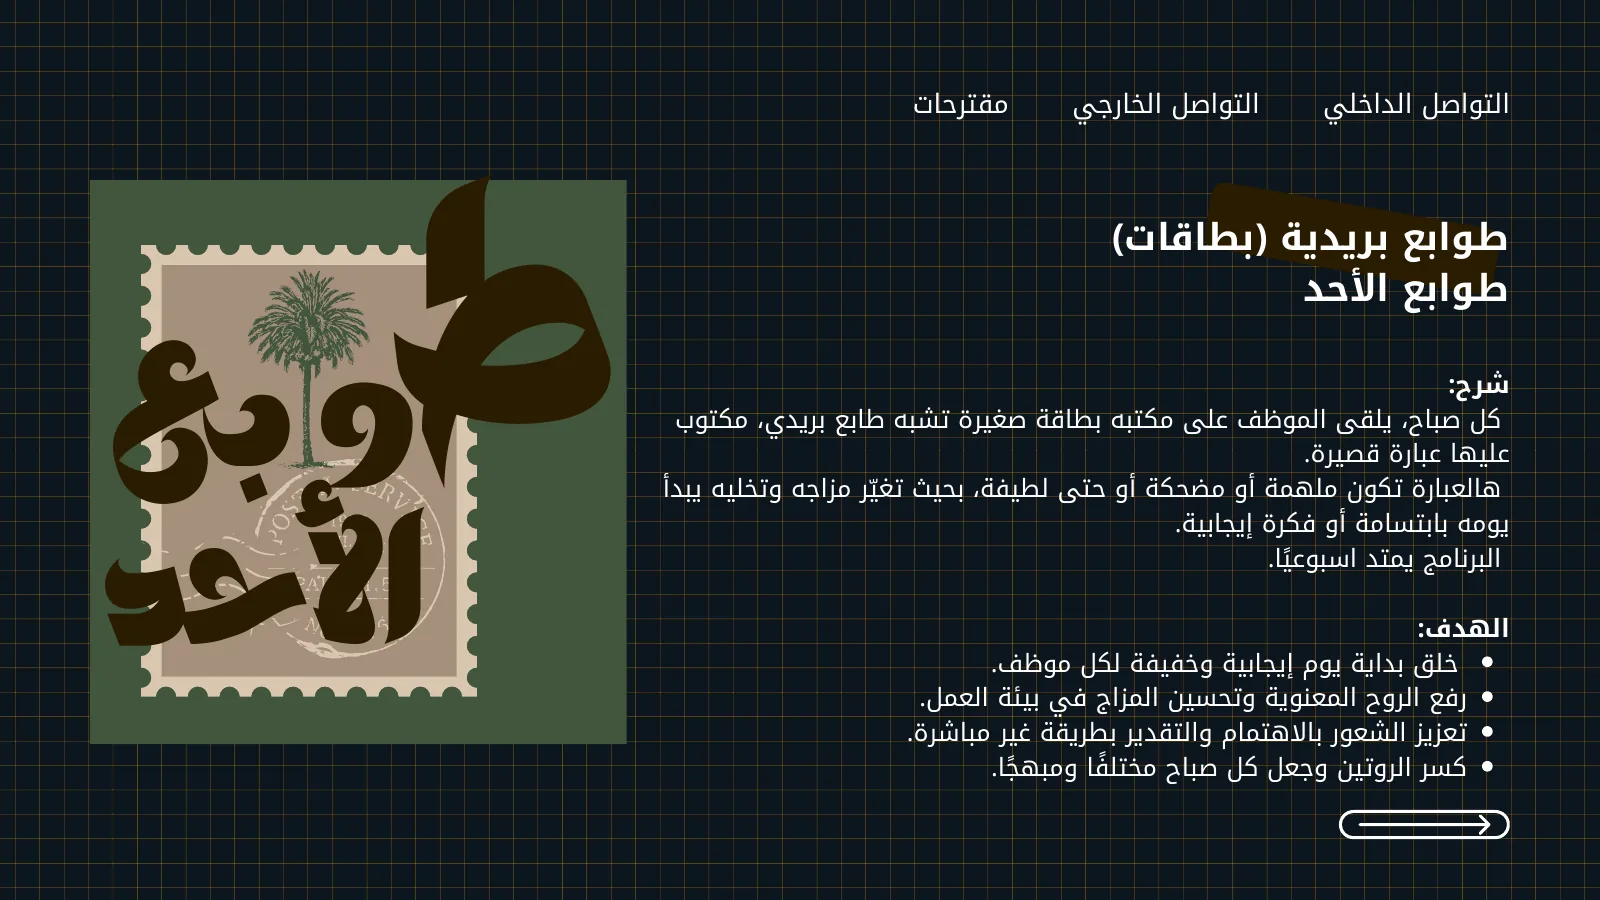 التواصل الداخلي
التواصل الخارجي
مقترحات
طوابع بريدية (بطاقات)
طوابع الأحد
شرح:
كل صباح، يلقى الموظف على مكتبه بطاقة صغيرة تشبه طابع بريدي، مكتوب
عليها عبارة قصيرة.
هالعبارة تكون ملهمة أو مضحكة أو حتى لطيفة، بحيث تغيّر مزاجه وتخليه يبدأ
يومه بابتسامة أو فكرة إيجابية.
البرنامج يمتد اسبوعيًا.
الهدف:
خلق بداية يوم إيجابية وخفيفة لكل موظف.
رفع الروح المعنوية وتحسين المزاج في بيئة العمل.
تعزيز الشعور بالاهتمام والتقدير بطريقة غير مباشرة.
كسر الروتين وجعل كل صباح مختلفًا ومبهجًا.
طوابع
الأحد